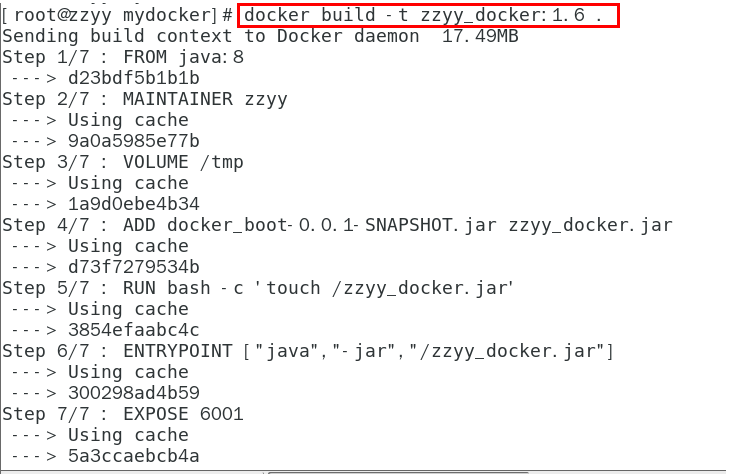 [root@zzyy mydocker]# docker build -t zzyy_docker:1.6 .
Sending build context to Docker daemon  17.49MB
Step 1/7 : FROM java:8
 ---> d23bdf5b1b1b
Step 2/7 : MAINTAINER zzyy
 ---> Using cache
 ---> 9a0a5985e77b
Step 3/7 : VOLUME /tmp
 ---> Using cache
 ---> 1a9d0ebe4b34
Step 4/7 : ADD docker_boot-0.0.1-SNAPSHOT.jar zzyy_docker.jar
 ---> Using cache
 ---> d73f7279534b
Step 5/7 : RUN bash -c 'touch /zzyy_docker.jar'
 ---> Using cache
 ---> 3854efaabc4c
Step 6/7 : ENTRYPOINT ["java","-jar","/zzyy_docker.jar"]
 ---> Using cache
 ---> 300298ad4b59
Step 7/7 : EXPOSE 6001
 ---> Using cache
 ---> 5a3ccaebcb4a